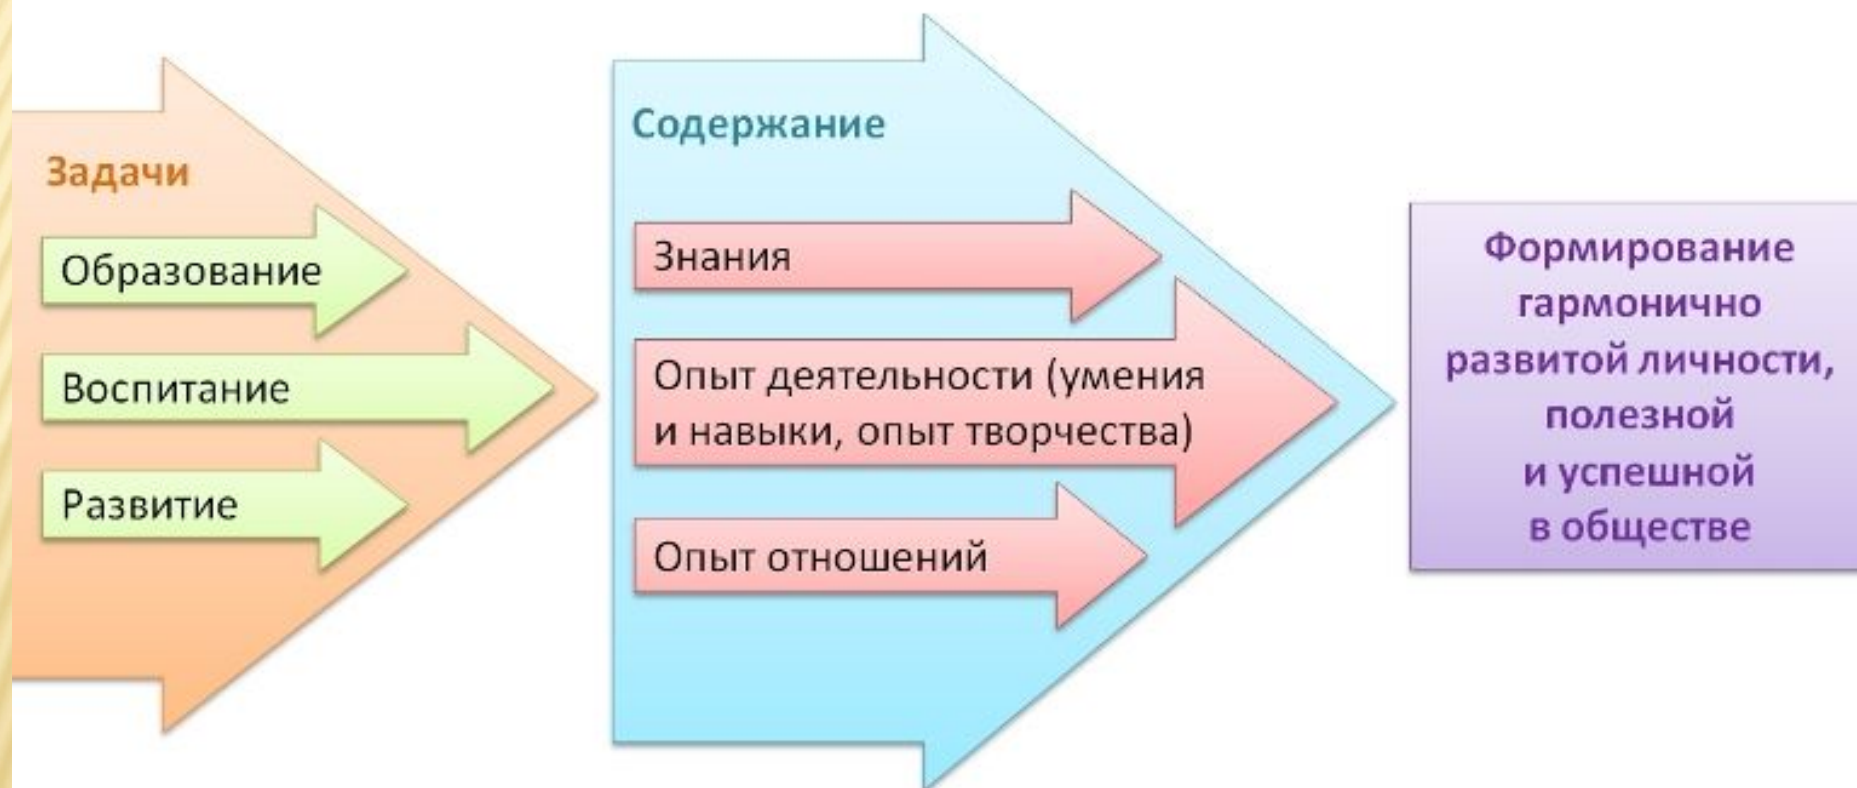 Задачи
Образование
Воспитание
Развитие
Содержание
Знания
Опыт деятельности (умения
и навыки, опыт творчества)
Опыт отношений
Формирование
гармонично
развитой личности,
полезной
и успешной
в обществе